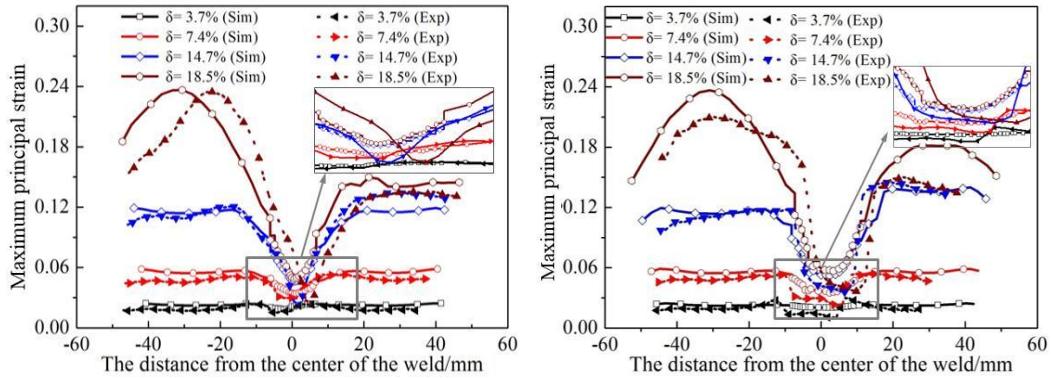 0.30
0.24
0.18
0.12
0.06
0.00
Maximum principal strain
δ= 3.7% (Sim)
δ= 7.4% (Sim)
δ= 14.7% (Sim)
δ= 18.5% (Sim)
δ= 3.7% (Exp)
δ= 7.4% (Exp)
δ= 14.7% (Exp)
δ= 18.5% (Exp)
-60 -40 -20 0 20 40 60
The distance from the center of the weld/mm
0.30
0.24
0.18
0.12
0.06
0.00
Maximum principal strain
δ= 3.7% (Sim)
δ= 7.4% (Sim)
δ= 14.7% (Sim)
δ= 18.5% (Sim)
δ= 3.7% (Exp)
δ= 7.4% (Exp)
δ= 14.7% (Exp)
δ= 18.5% (Exp)
-60 -40 -20 0 20 40 60
The distance from the center of the weld/mm